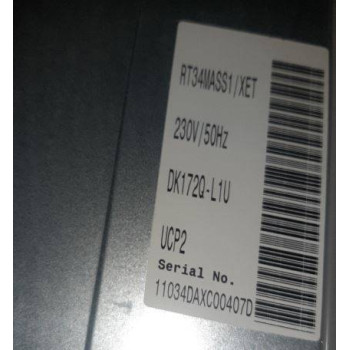 RT34MASS1/XET
230V/50Hz
DK172Q-L1U
UCP2
Serial No.
11034DAXC00407D